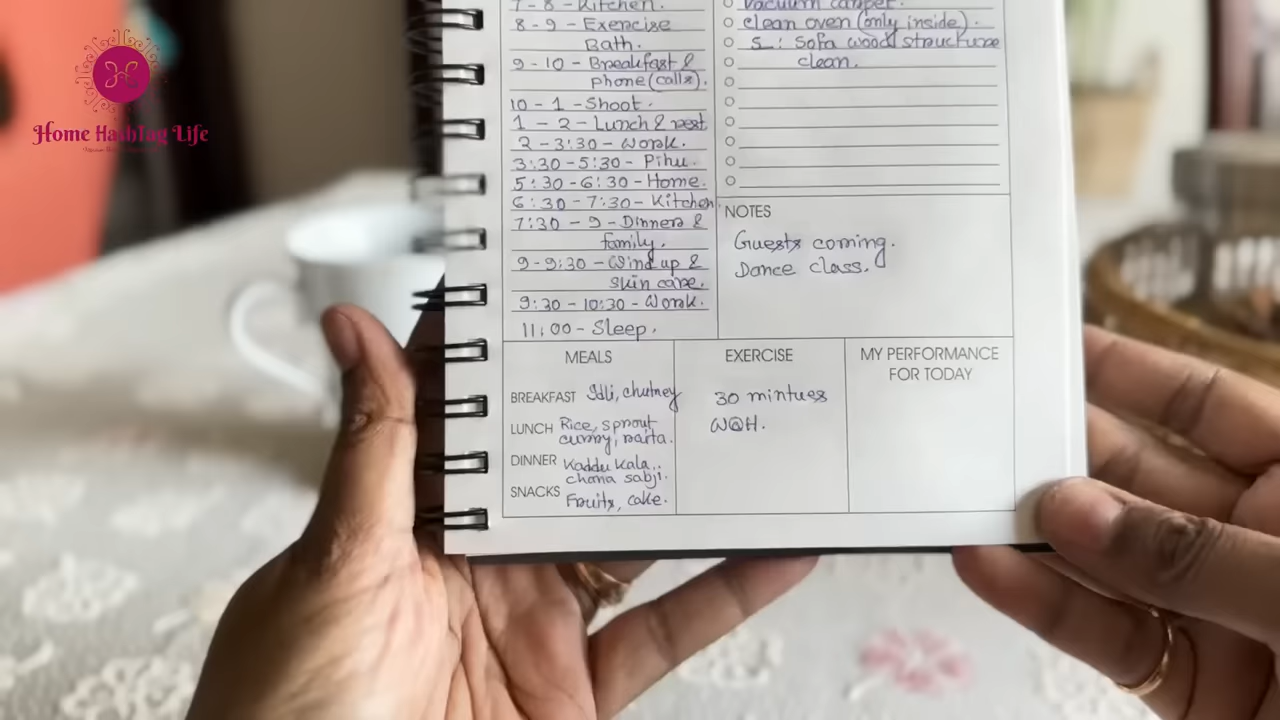 Home HashTag Life
7-8-Kitchen.
8-9-Exercise
Bath.
9-10-Breakfast &
phone(calls).
10-1-Shoot.
1-2-Lunch & rest
2-3:30-Work.
3:30-5:30-Pihu.
5:30-6:30-Home.
6:30-7:30-Kitchen
7:30-9-Dinner &
family.
9-9:30-Wind up &
skin care.
9:30-10:30-Work.
11:00-Sleep.
vacuum carpet.
clean oven (only inside).
S: Sofa wood structure
clean.
NOTES
Guests coming.
Dance class.
MEALS
BREAKFAST Idli, chutney
LUNCH Rice, sprout
curry, raita.
DINNER Kaddu kala
chana sabji.
SNACKS Fruits, cake.
EXERCISE
30 mintues
W@H.
MY PERFORMANCE
FOR TODAY